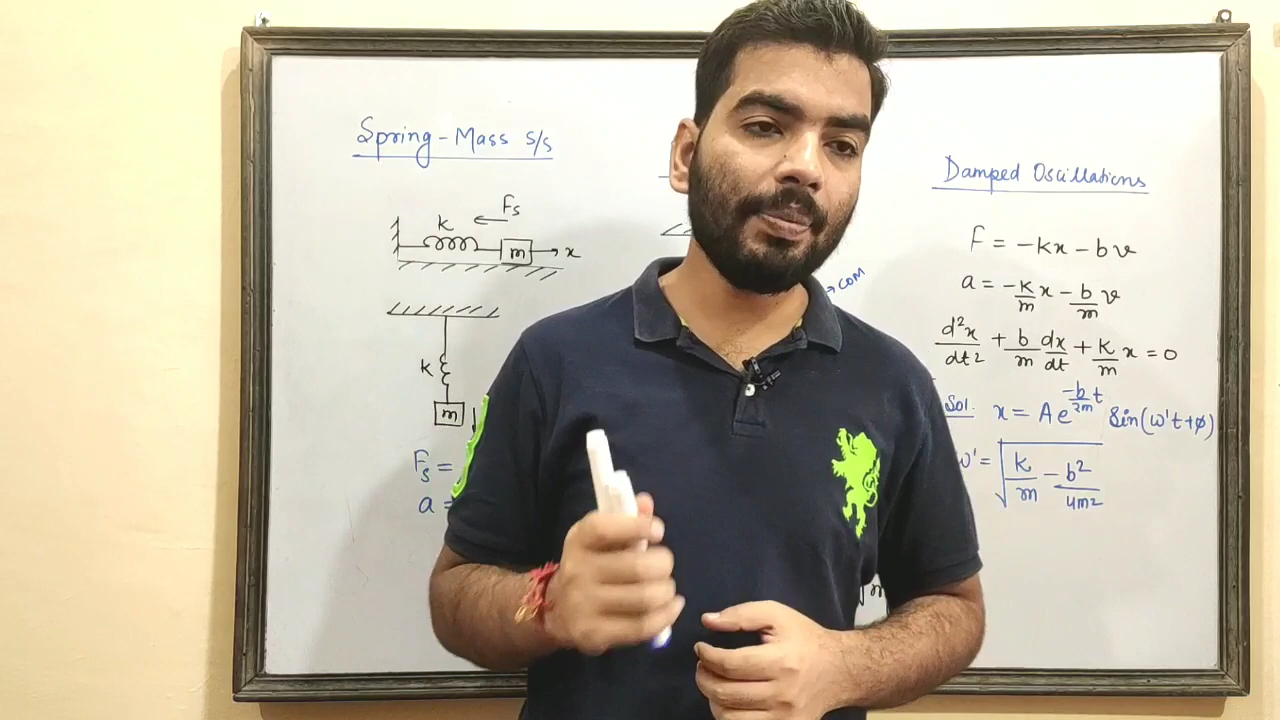 Spring-Mass S/s
Fs
k
m
x
k
m
Fs =
a =
→ COM
m
Damped Oscillations
F = -kx - bv
a = -k/m x - b/m v
d²x/dt² + b/m dx/dt + k/m x = 0
Sol. x = A e^(-b/2m t) Sin(ω't+φ)
ω' = √(k/m - b²/4m²)